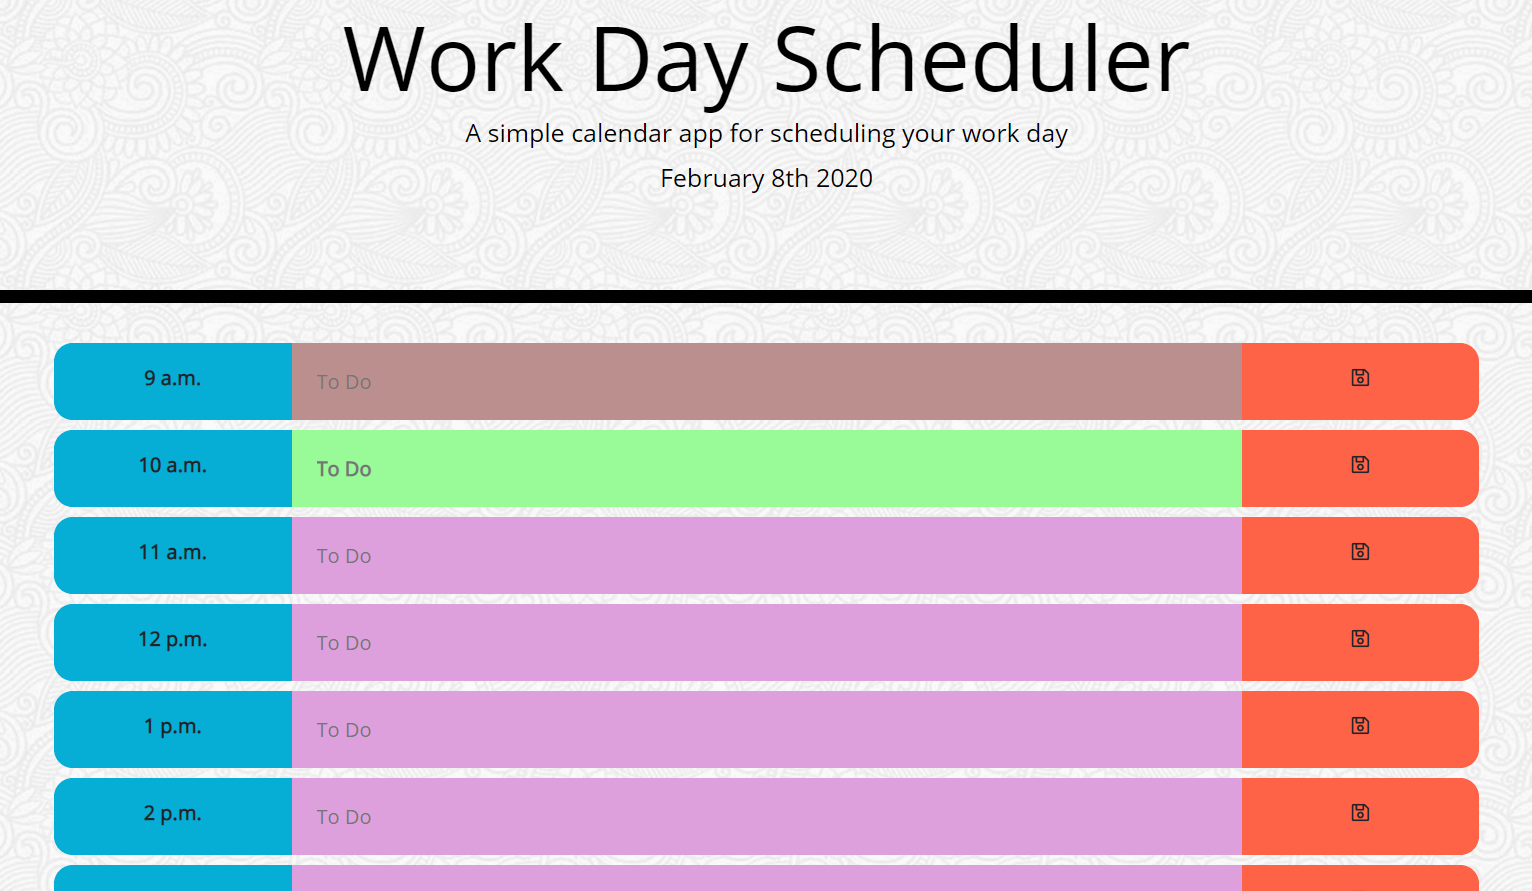 Work Day Scheduler
A simple calendar app for scheduling your work day
February 8th 2020
9 a.m. To Do
10 a.m. To Do
11 a.m. To Do
12 p.m. To Do
1 p.m. To Do
2 p.m. To Do